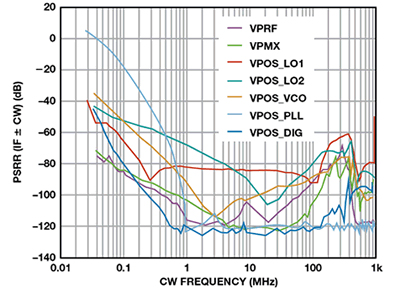 PSRR (IF ± CW) (dB)
20
0
–20
–40
–60
–80
–100
–120
–140
VPRF
VPMX
VPOS_LO1
VPOS_LO2
VPOS_VCO
VPOS_PLL
VPOS_DIG
0.01 0.1 1 10 100 1k
CW FREQUENCY (MHz)